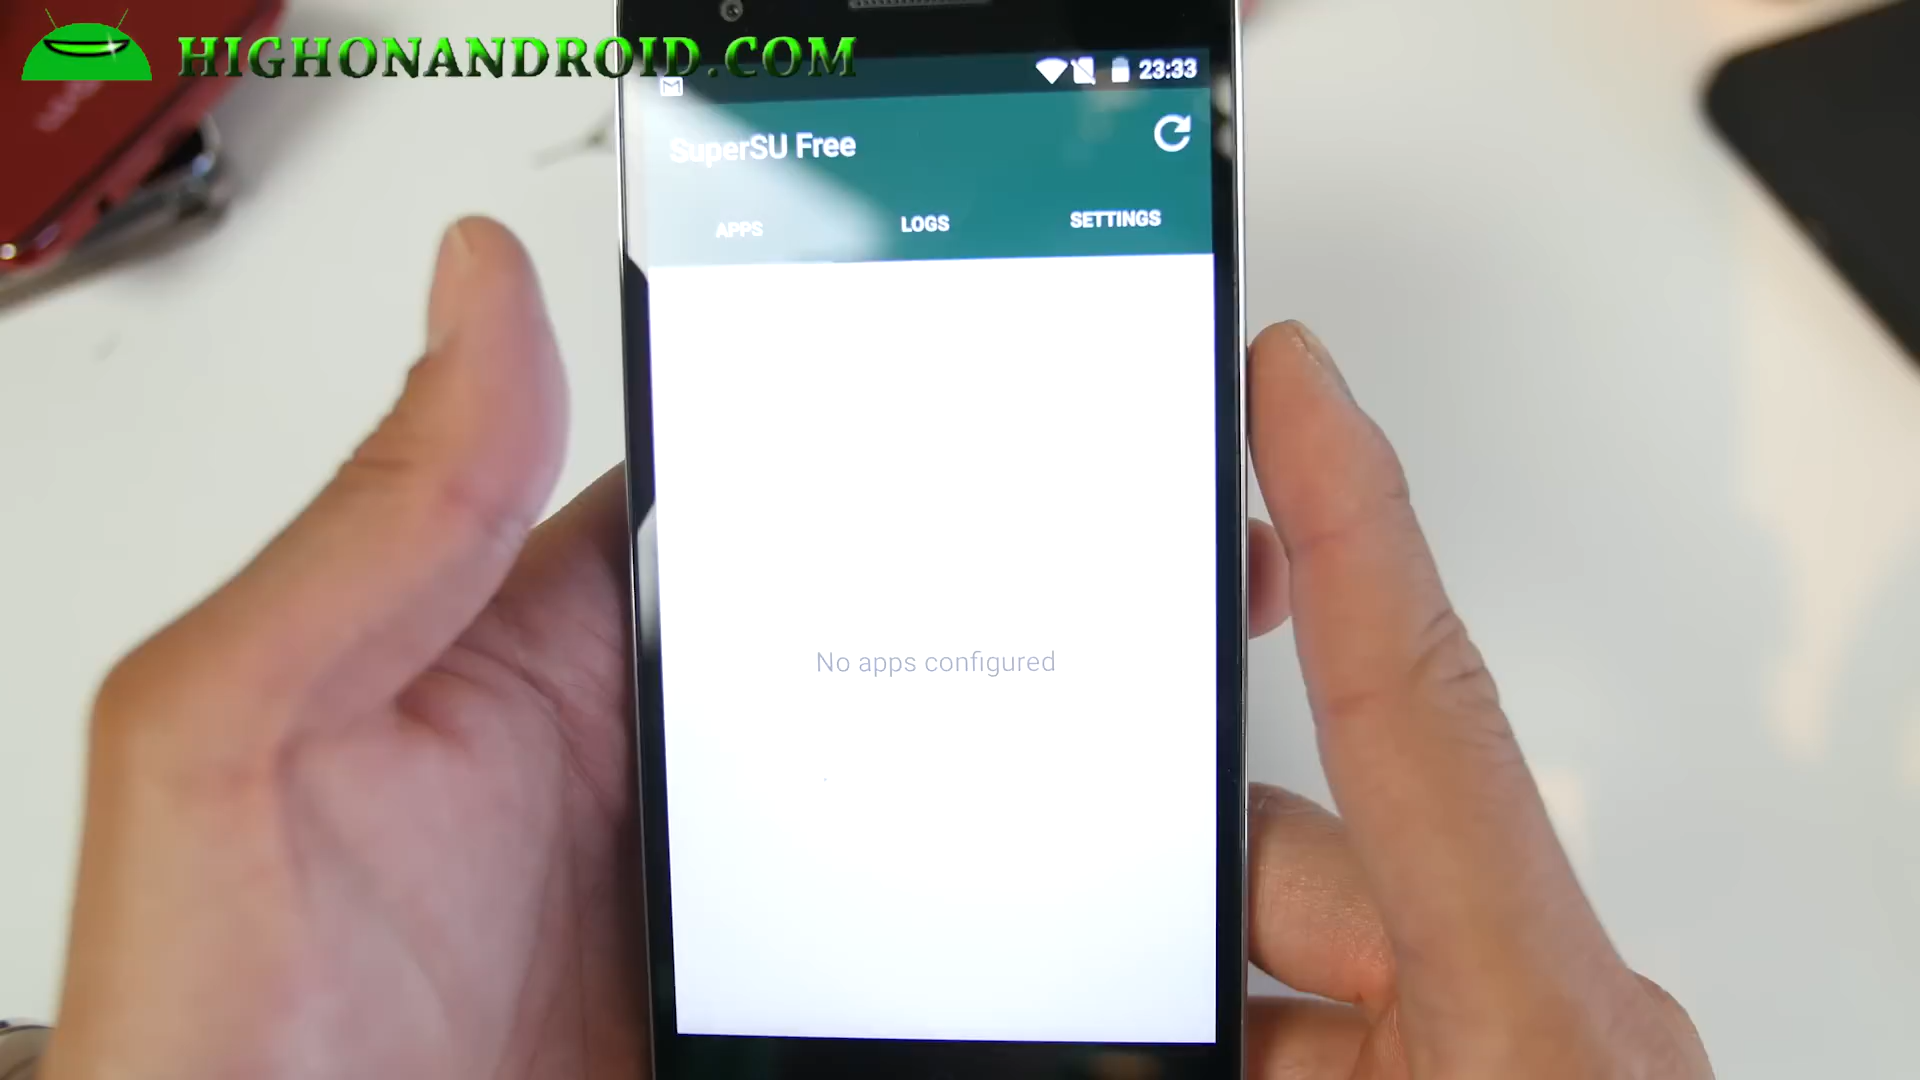 HIGHONANDROID.COM
23:33
SuperSU Free
APPS
LOGS
SETTINGS
No apps configured